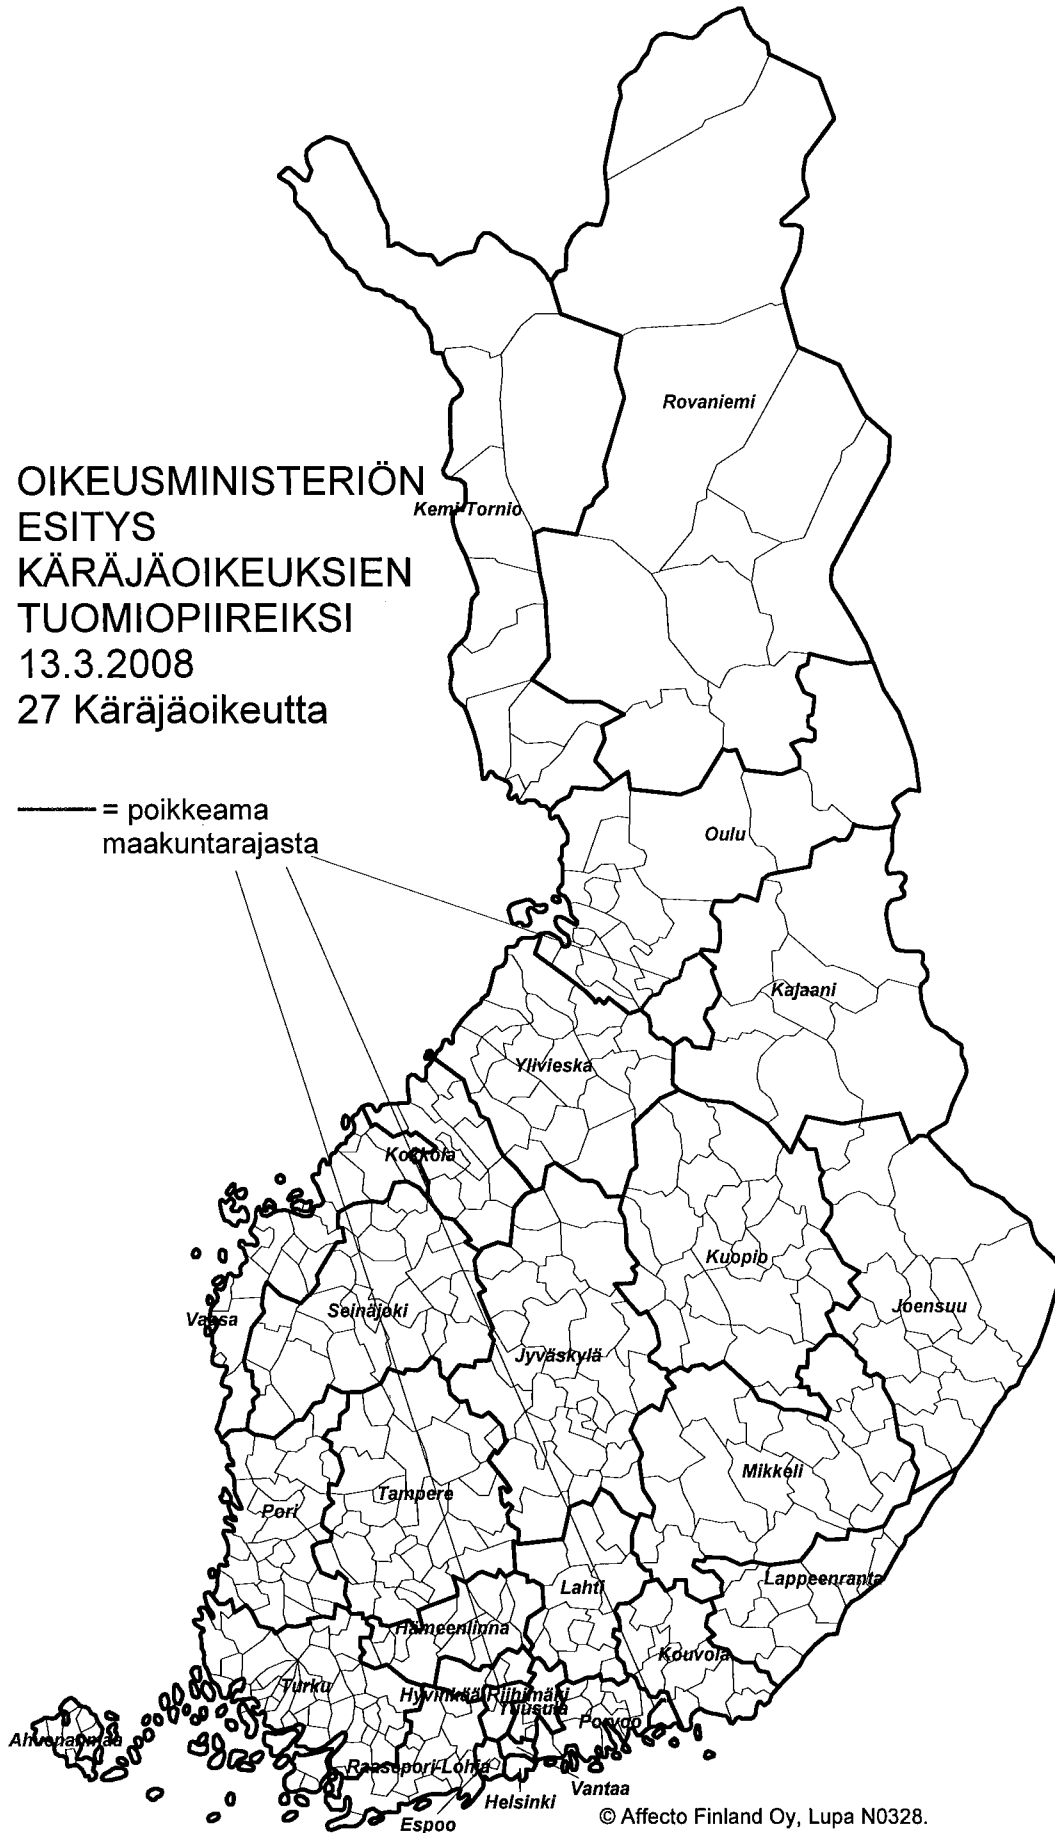 OIKEUSMINISTERIÖN
ESITYS
KÄRÄJÄOIKEUKSIEN
TUOMIOPIIREIKSI
13.3.2008
27 Käräjäoikeutta
= poikkeama
maakuntarajasta
Rovaniemi
Kemi-Tornio
Oulu
Kajaani
Ylivieska
Kokkola
Kuopio
Vaasa
Seinäjoki
Joensuu
Jyväskylä
Mikkeli
Tampere
Pori
Lahti
Lappeenranta
Hämeenlinna
Kouvola
Turku
Hyvinkää/Riihimäki
Tuusula
Porvoo
Ahvenanmaa
Raasepori-Lohja
Vantaa
Helsinki
Espoo
© Affecto Finland Oy, Lupa N0328.